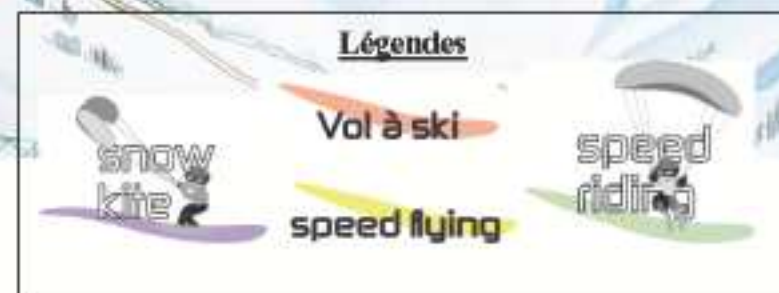 Légendes
snow
kite
Vol à ski
speed flying
speed
riding